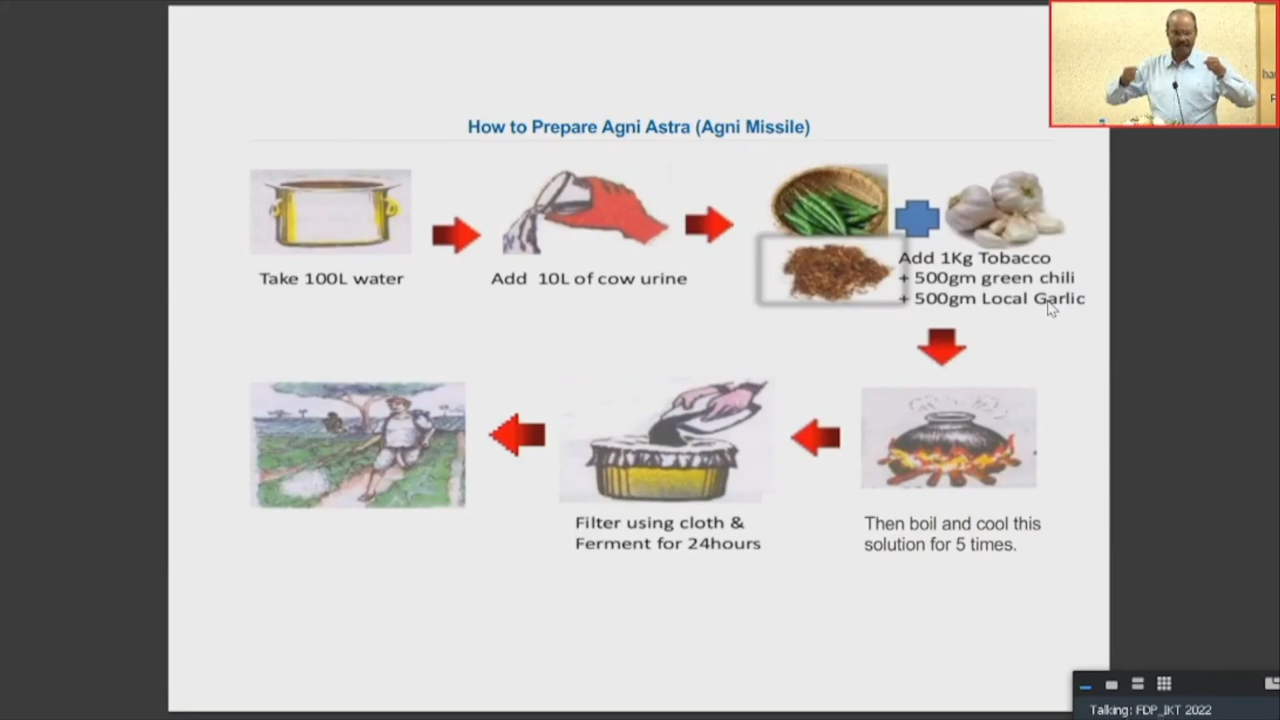 How to Prepare Agni Astra (Agni Missile)
Take 100L water
Add 10L of cow urine
Add 1Kg Tobacco
+ 500gm green chili
+ 500gm Local Garlic
Then boil and cool this
solution for 5 times.
Filter using cloth &
Ferment for 24hours
Talking: FDP_IKT 2022